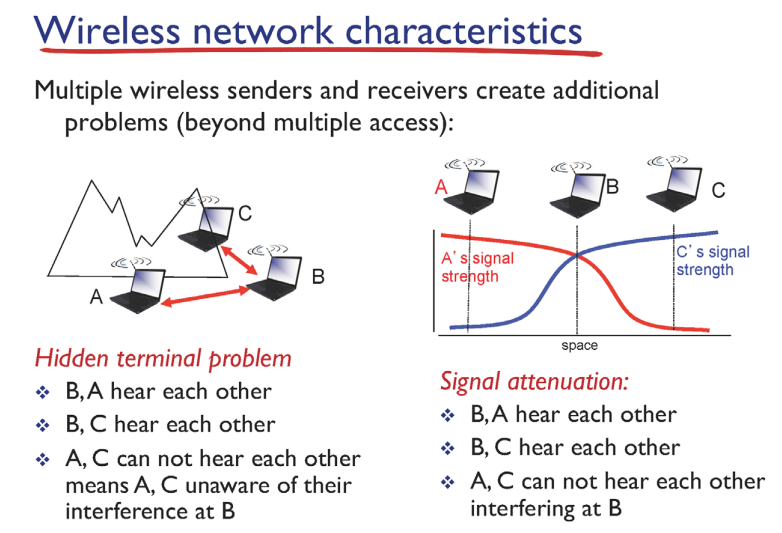 Wireless network characteristics
Multiple wireless senders and receivers create additional
problems (beyond multiple access):
C
A
B
Hidden terminal problem
❖ B, A hear each other
❖ B, C hear each other
❖ A, C can not hear each other
means A, C unaware of their
interference at B
A
B
C
A's signal
strength
C's signal
strength
space
Signal attenuation:
❖ B, A hear each other
❖ B, C hear each other
❖ A, C can not hear each other
interfering at B